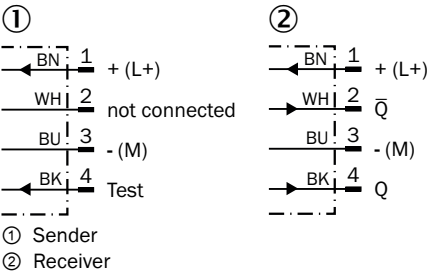 ① ②
BN 1 + (L+) BN 1 + (L+)
WH 2 not connected WH 2 Q̅
BU 3 - (M) BU 3 - (M)
BK 4 Test BK 4 Q
① Sender
② Receiver